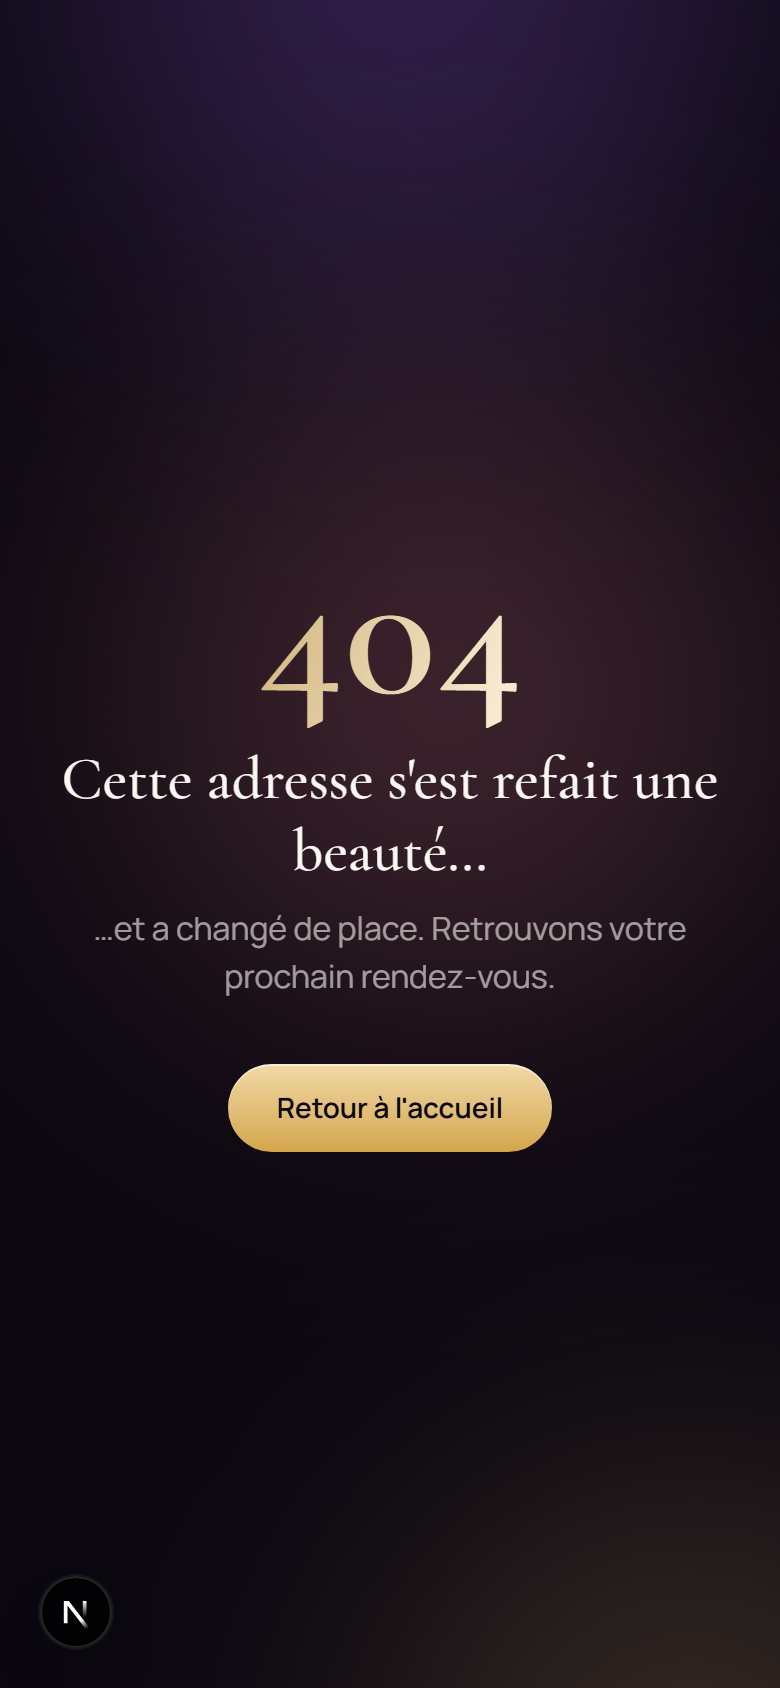 404
Cette adresse s'est refait une
beauté...
...et a changé de place. Retrouvons votre
prochain rendez-vous.
Retour à l'accueil
N